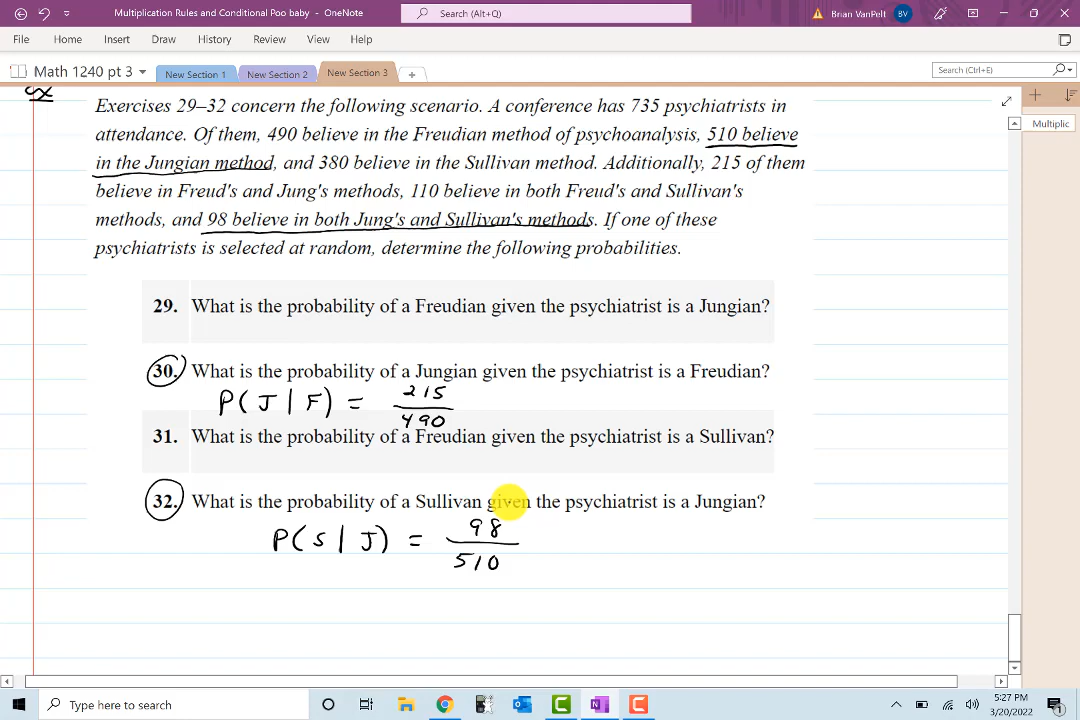 Multiplication Rules and Conditional Poo baby - OneNote
Search (Alt+Q)
Brian VanPelt
BV
File Home Insert Draw History Review View Help
Math 1240 pt 3
New Section 1
New Section 2
New Section 3
Search (Ctrl+E)
Multiplic
Ex
Exercises 29–32 concern the following scenario. A conference has 735 psychiatrists in
attendance. Of them, 490 believe in the Freudian method of psychoanalysis, 510 believe
in the Jungian method, and 380 believe in the Sullivan method. Additionally, 215 of them
believe in Freud's and Jung's methods, 110 believe in both Freud's and Sullivan's
methods, and 98 believe in both Jung's and Sullivan's methods. If one of these
psychiatrists is selected at random, determine the following probabilities.
29. What is the probability of a Freudian given the psychiatrist is a Jungian?
30. What is the probability of a Jungian given the psychiatrist is a Freudian?
P(J|F) = 215/490
31. What is the probability of a Freudian given the psychiatrist is a Sullivan?
32. What is the probability of a Sullivan given the psychiatrist is a Jungian?
P(S|J) = 98/510
Type here to search
5:27 PM
3/20/2022
1